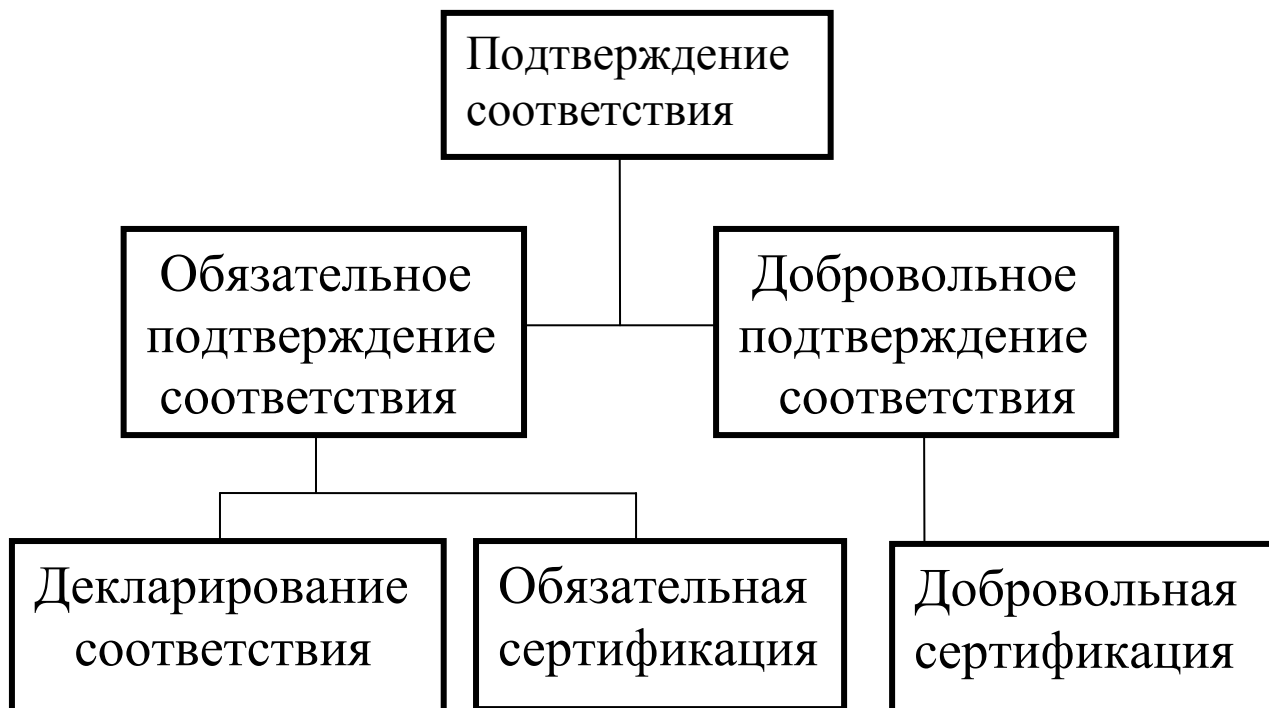 Подтверждение
соответствия
Обязательное
подтверждение
соответствия
Добровольное
подтверждение
соответствия
Декларирование
соответствия
Обязательная
сертификация
Добровольная
сертификация